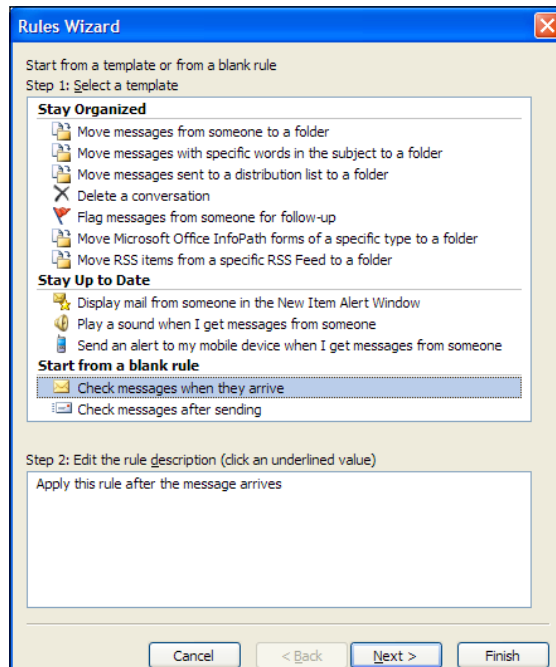 Rules Wizard
Start from a template or from a blank rule
Step 1: Select a template
Stay Organized
Move messages from someone to a folder
Move messages with specific words in the subject to a folder
Move messages sent to a distribution list to a folder
Delete a conversation
Flag messages from someone for follow-up
Move Microsoft Office InfoPath forms of a specific type to a folder
Move RSS items from a specific RSS Feed to a folder
Stay Up to Date
Display mail from someone in the New Item Alert Window
Play a sound when I get messages from someone
Send an alert to my mobile device when I get messages from someone
Start from a blank rule
Check messages when they arrive
Check messages after sending
Step 2: Edit the rule description (click an underlined value)
Apply this rule after the message arrives
Cancel < Back Next > Finish